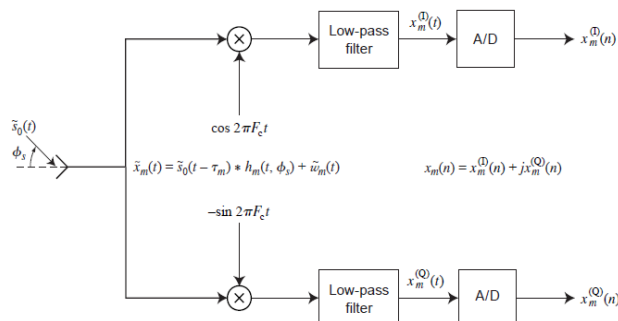 Low-pass filter
x_m^(I)(t)
A/D
x_m^(I)(n)
cos 2πF_c t
s̃_0(t)
ϕ_s
x̃_m(t) = s̃_0(t − τ_m) ∗ h_m(t, ϕ_s) + w̃_m(t)
x_m(n) = x_m^(I)(n) + jx_m^(Q)(n)
−sin 2πF_c t
Low-pass filter
x_m^(Q)(t)
A/D
x_m^(Q)(n)